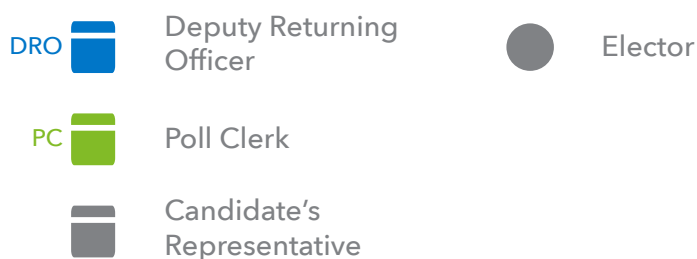 DRO
Deputy Returning
Officer
Elector
PC
Poll Clerk
Candidate’s
Representative